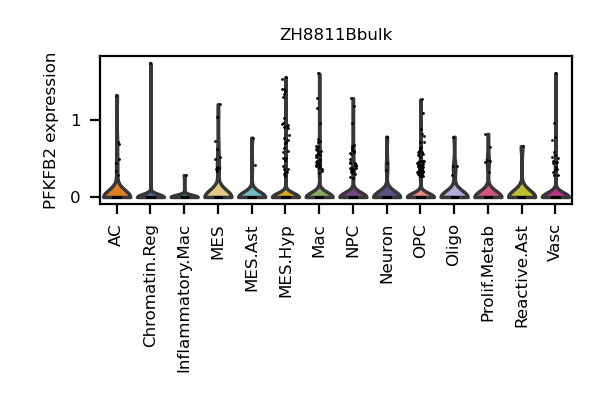 ZH8811Bbulk
PFKFB2 expression
1
0
AC
Chromatin.Reg
Inflammatory.Mac
MES
MES.Ast
MES.Hyp
Mac
NPC
Neuron
OPC
Oligo
Prolif.Metab
Reactive.Ast
Vasc